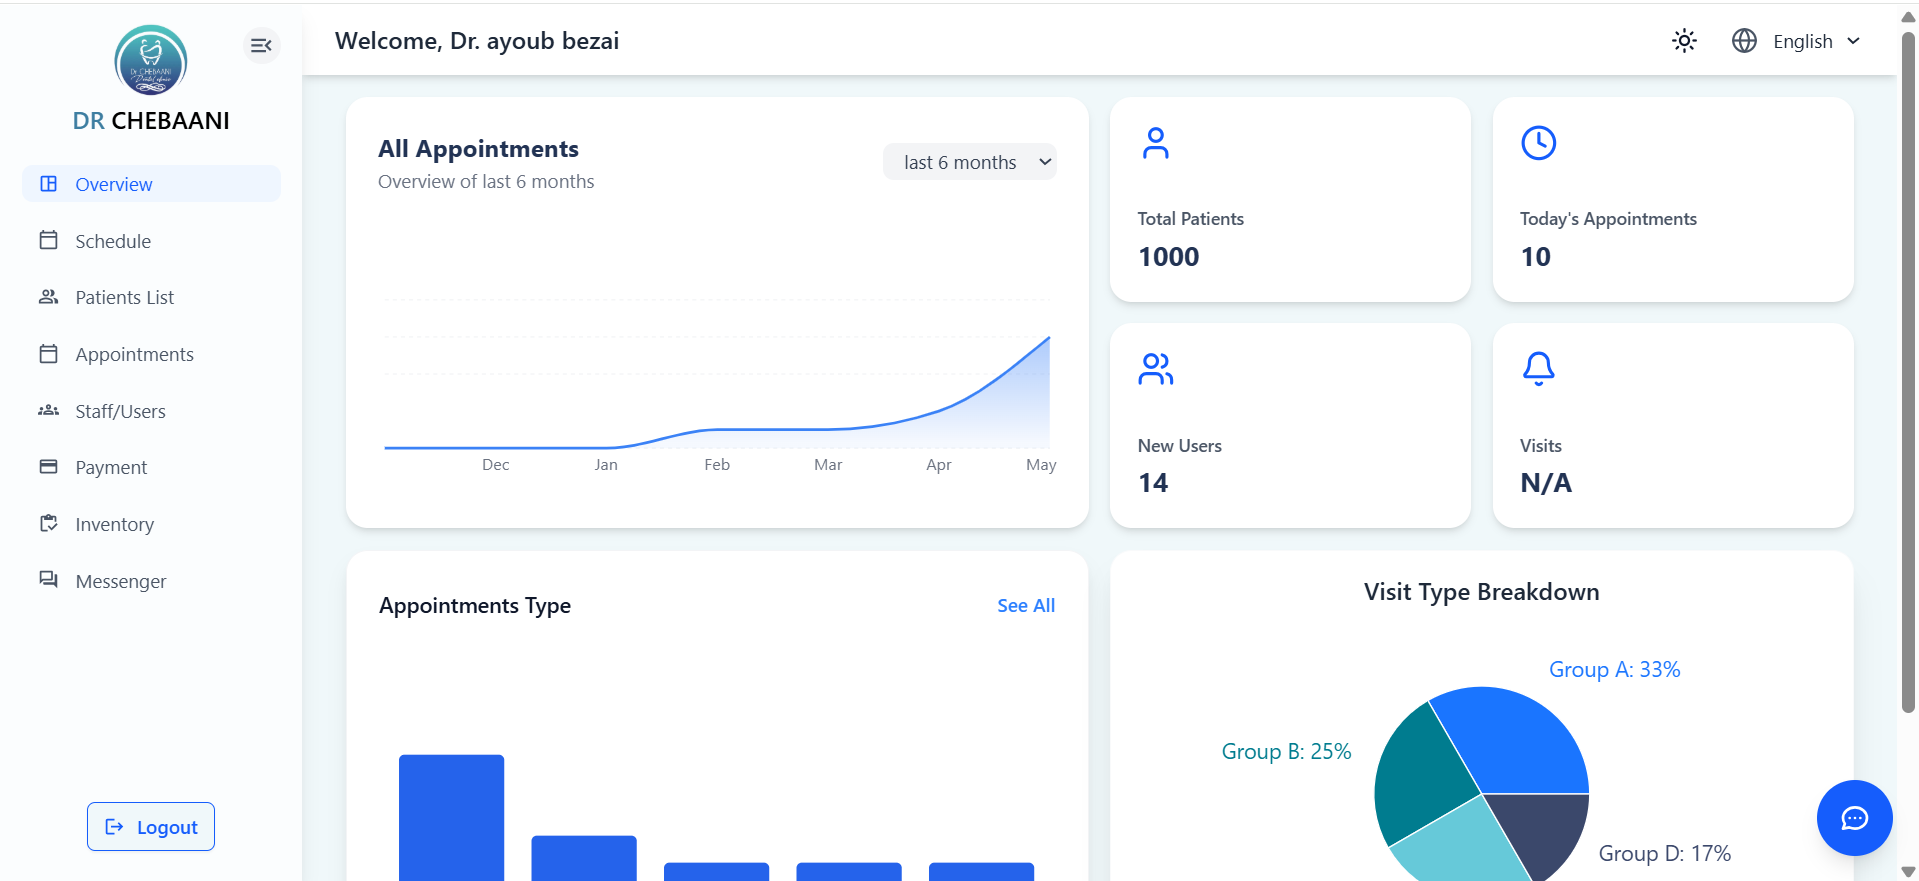 Dr. CHEBAANI
DR CHEBAANI
Overview
Schedule
Patients List
Appointments
Staff/Users
Payment
Inventory
Messenger
Logout
Welcome, Dr. ayoub bezai
English
All Appointments
Overview of last 6 months
last 6 months
Dec Jan Feb Mar Apr May
Total Patients
1000
Today's Appointments
10
New Users
14
Visits
N/A
Appointments Type
See All
Visit Type Breakdown
Group A: 33%
Group B: 25%
Group D: 17%